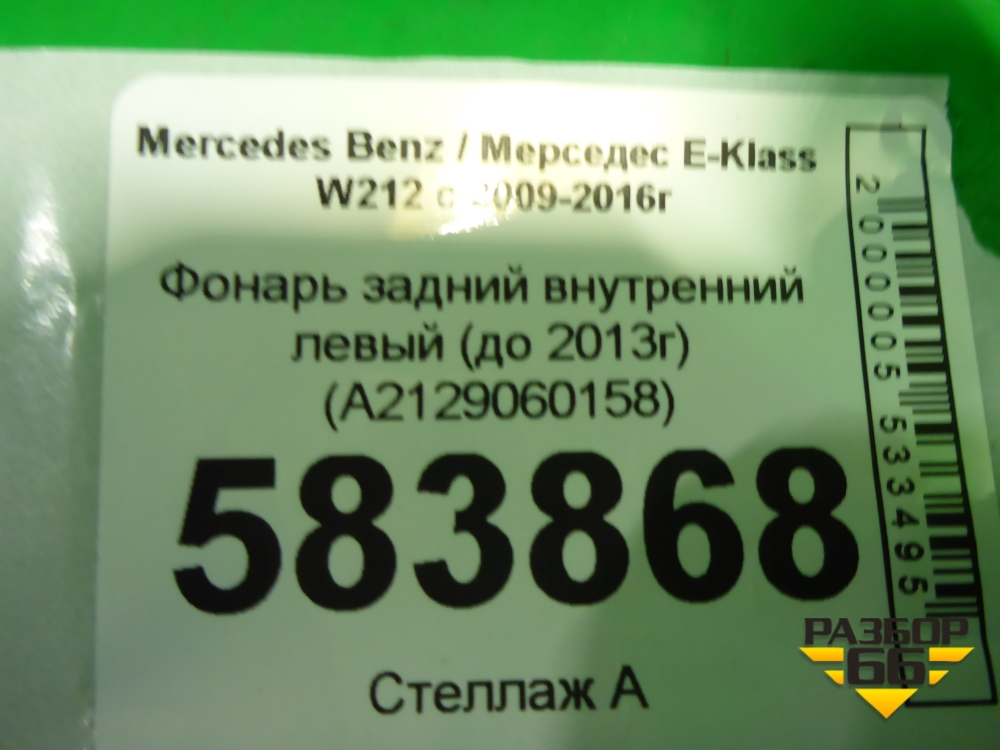 Mercedes Benz / Мерседес E-Klass
W212 с 2009-2016г
Фонарь задний внутренний
левый (до 2013г)
(A2129060158)
583868
Стеллаж А
2000005533495
РАЗБОР
66